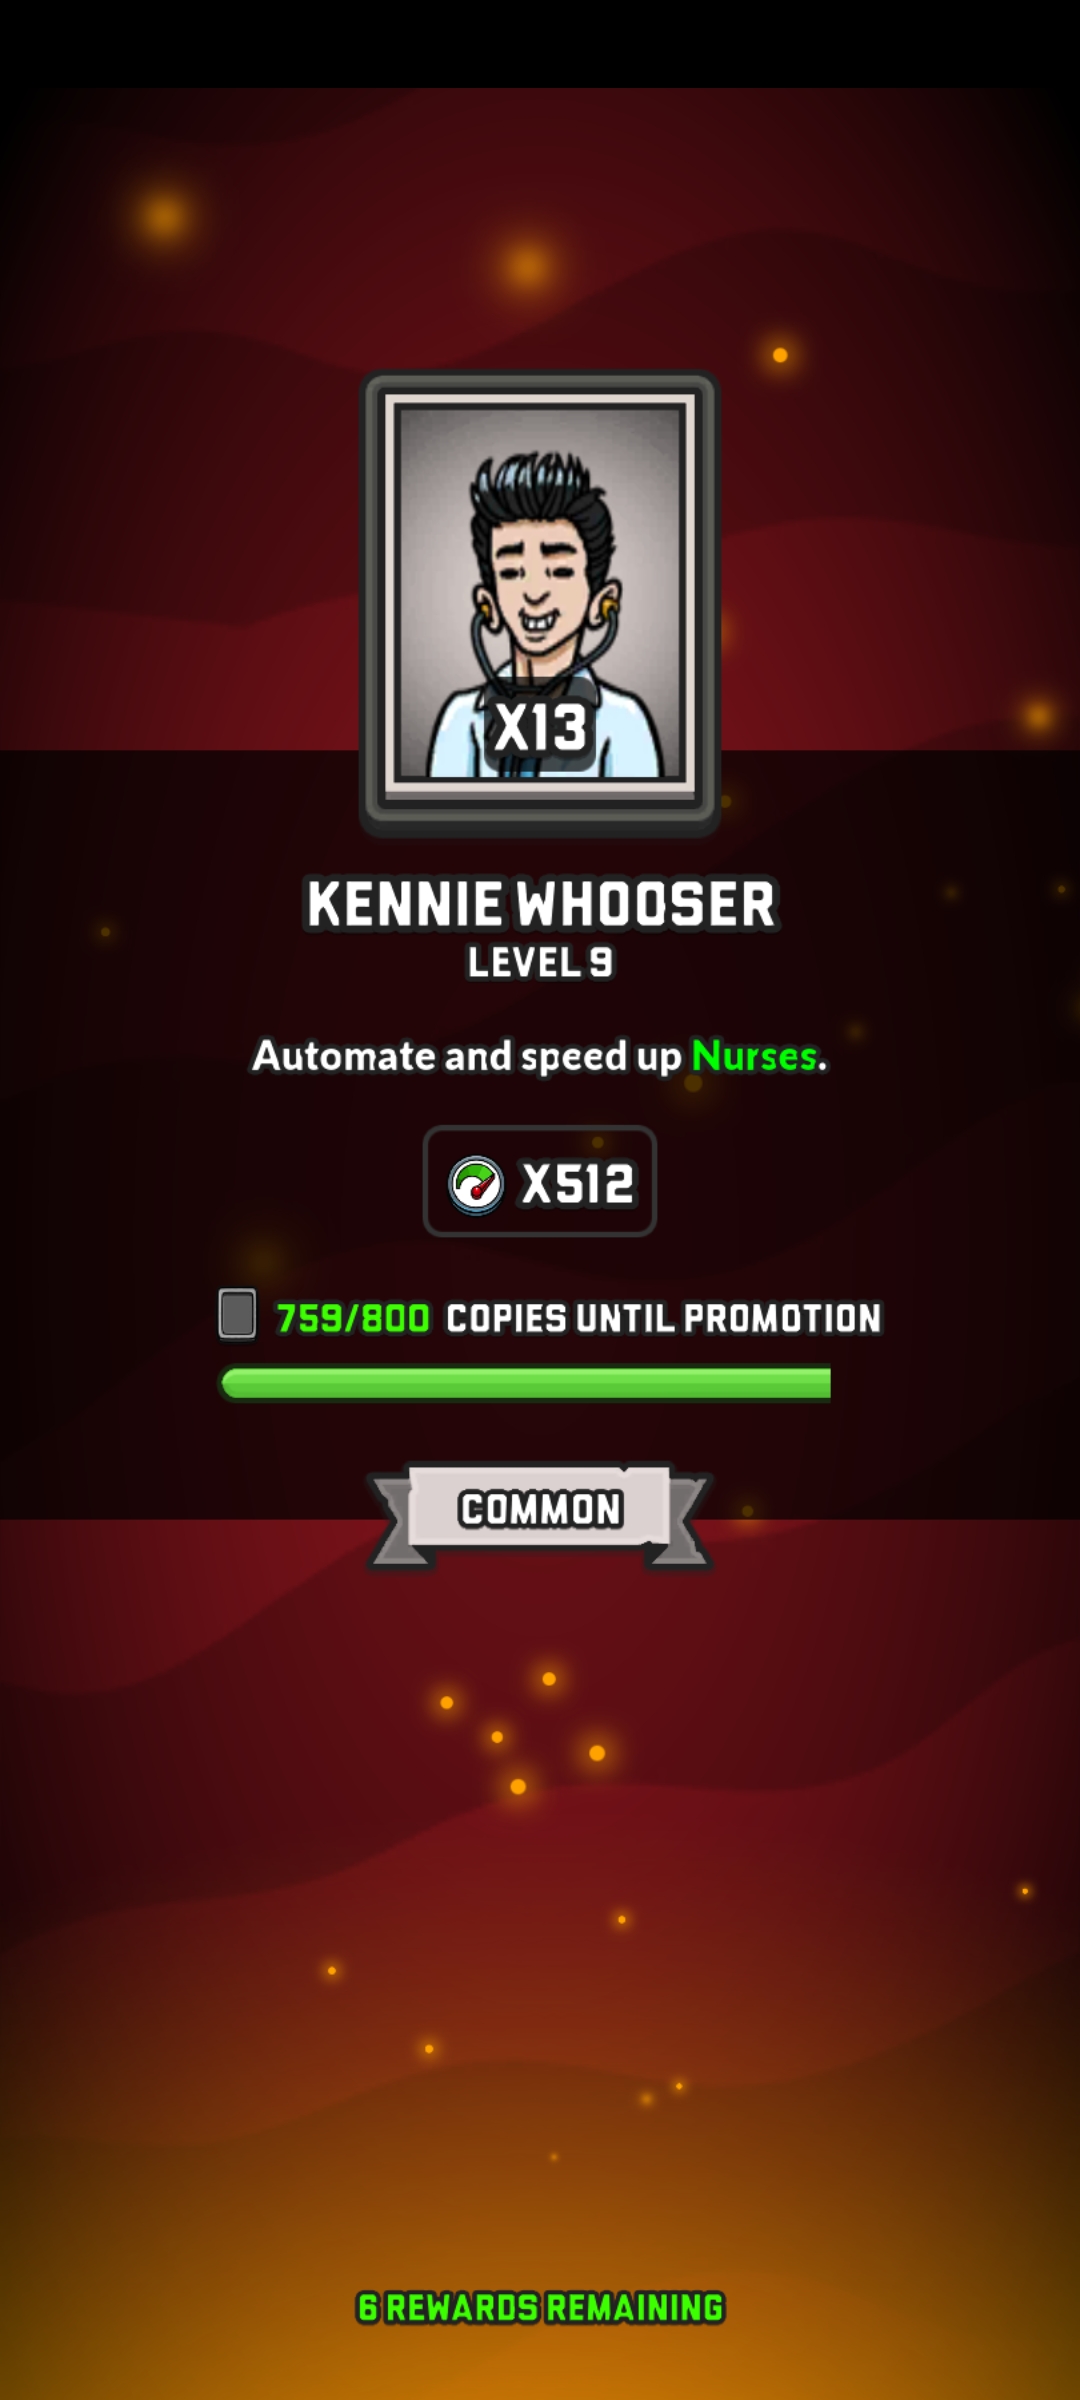 X13
KENNIE WHOOSER
LEVEL 9
Automate and speed up Nurses.
X512
759/800 COPIES UNTIL PROMOTION
COMMON
6 REWARDS REMAINING